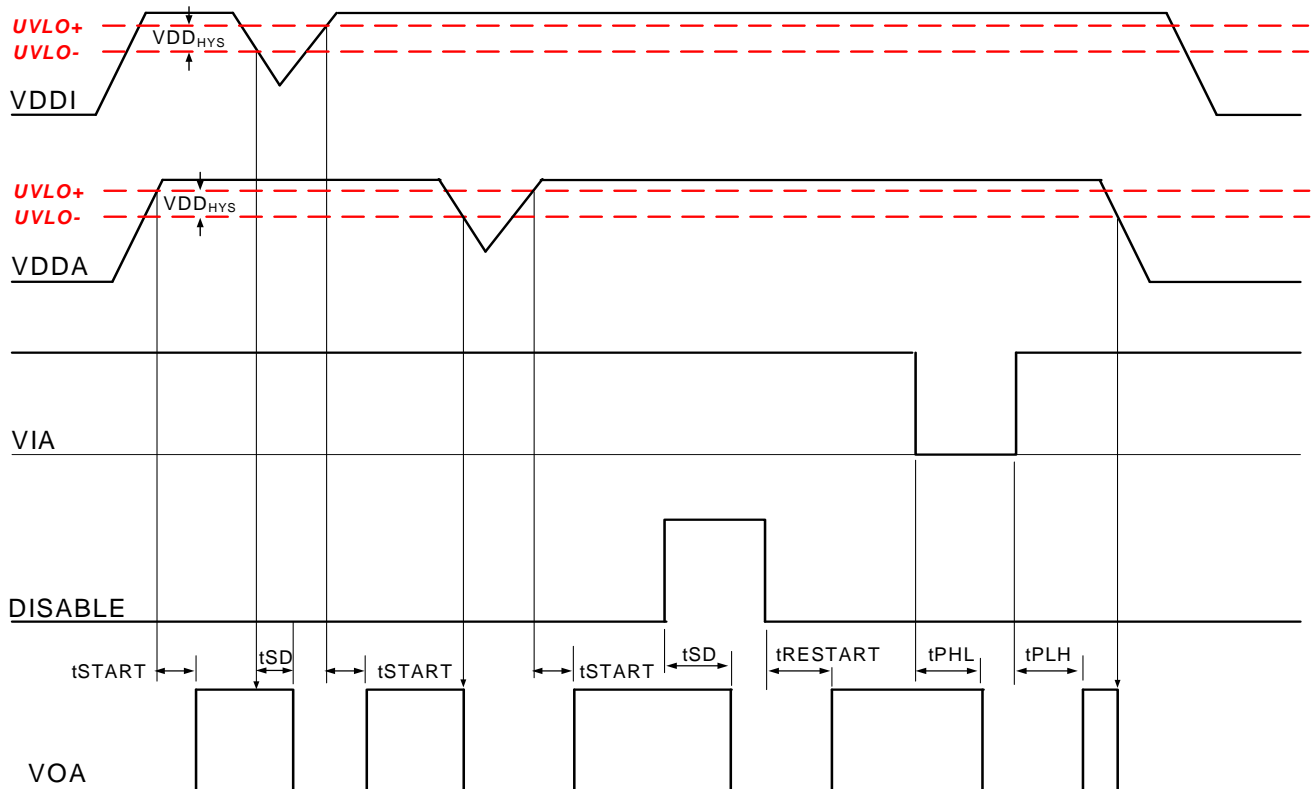 UVLO+
VDDHYS
UVLO-
VDDI
UVLO+
VDDHYS
UVLO-
VDDA
VIA
DISABLE
tSTART
tSD
tSTART
tSTART
tSD
tRESTART
tPHL
tPLH
VOA